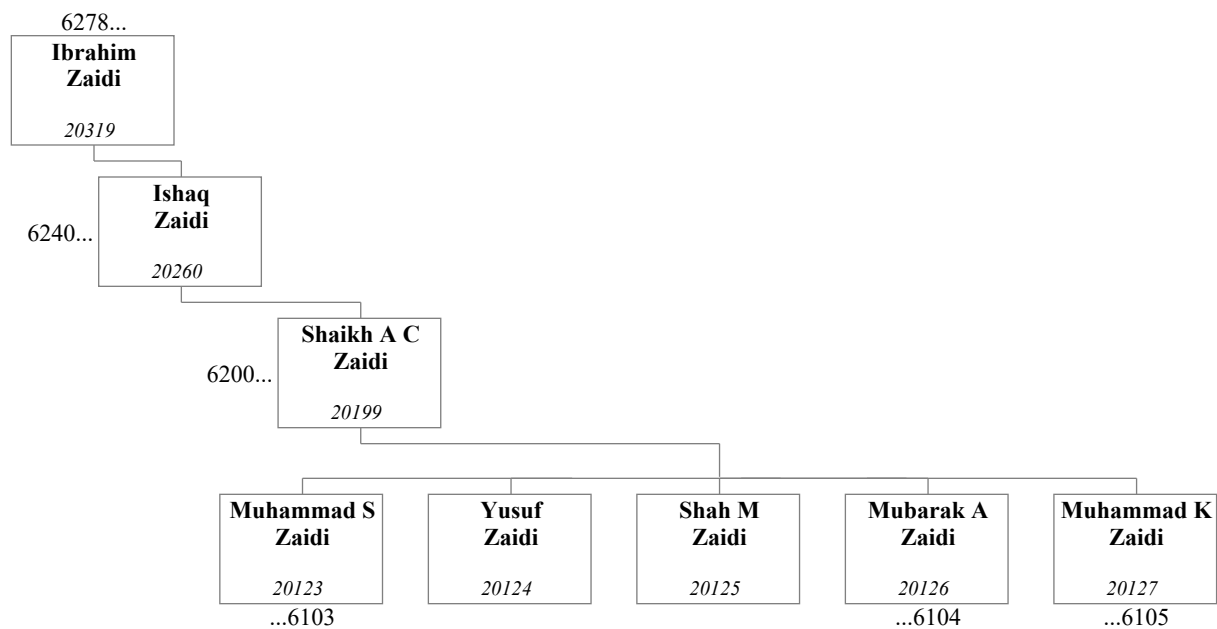 6278...
Ibrahim
Zaidi
20319
Ishaq
Zaidi
6240...
20260
Shaikh A C
Zaidi
6200...
20199
Muhammad S
Zaidi
20123
...6103
Yusuf
Zaidi
20124
Shah M
Zaidi
20125
Mubarak A
Zaidi
20126
...6104
Muhammad K
Zaidi
20127
...6105